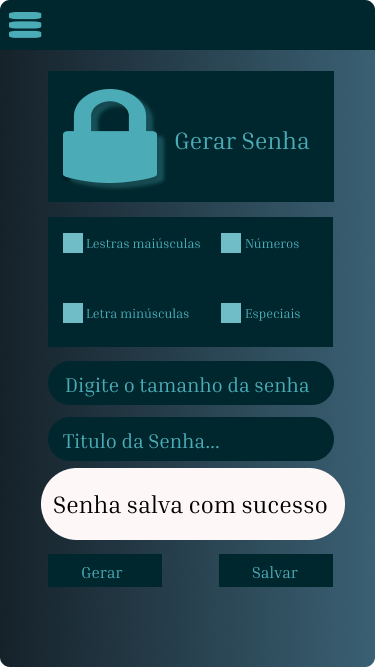 Gerar Senha
Lestras maiúsculas
Números
Letra minúsculas
Especiais
Digite o tamanho da senha
Titulo da Senha...
Senha salva com sucesso
Gerar
Salvar